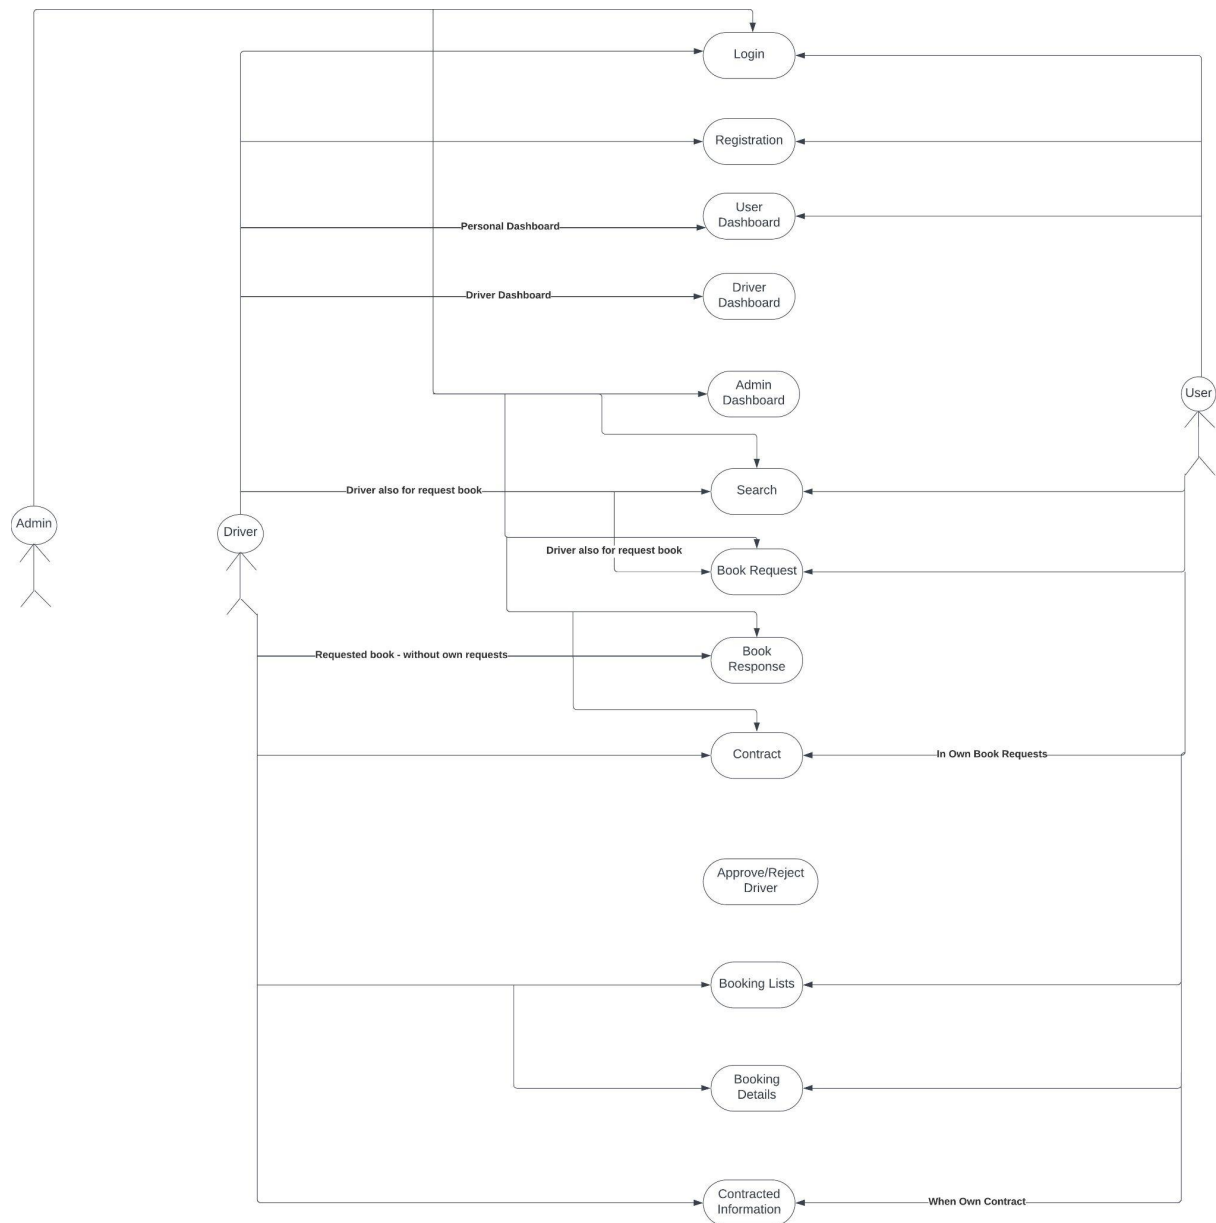 Login
Registration
User
Dashboard
Personal Dashboard
Driver
Dashboard
Driver Dashboard
Admin
Dashboard
User
Search
Driver also for request book
Admin
Driver
Driver also for request book
Book Request
Book
Response
Requested book - without own requests
Contract
In Own Book Requests
Approve/Reject
Driver
Booking Lists
Booking
Details
Contracted
Information
When Own Contract